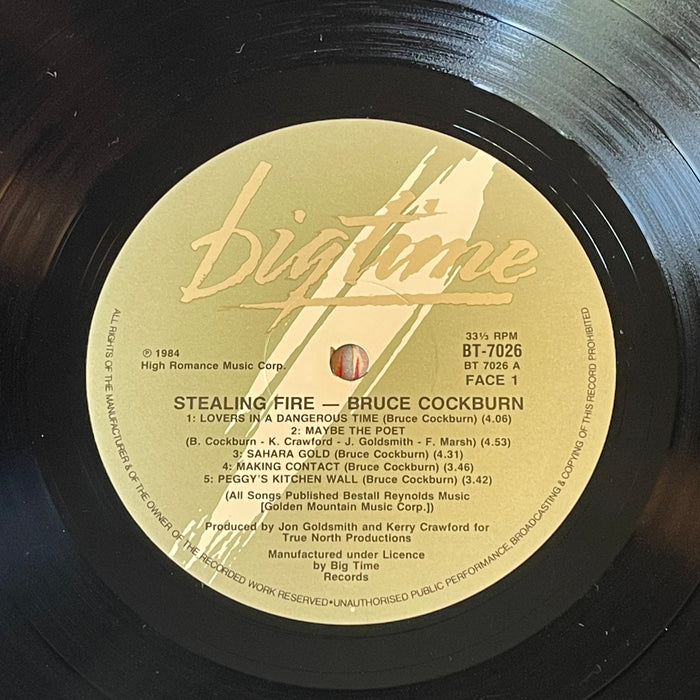 bigtime
33⅓ RPM
℗ 1984
BT-7026
High Romance Music Corp.
BT 7026 A
FACE 1
STEALING FIRE — BRUCE COCKBURN
1: LOVERS IN A DANGEROUS TIME (Bruce Cockburn) (4.06)
2: MAYBE THE POET
(B. Cockburn - K. Crawford - J. Goldsmith - F. Marsh) (4.53)
3: SAHARA GOLD (Bruce Cockburn) (4.31)
4: MAKING CONTACT (Bruce Cockburn) (3.46)
5: PEGGY'S KITCHEN WALL (Bruce Cockburn) (3.42)
(All Songs Published Bestall Reynolds Music
[Golden Mountain Music Corp.])
Produced by Jon Goldsmith and Kerry Crawford for
True North Productions
Manufactured under Licence
by Big Time
Records
ALL RIGHTS OF THE MANUFACTURER & OF THE OWNER OF THE RECORDED WORK RESERVED•UNAUTHORISED PUBLIC PERFORMANCE, BROADCASTING & COPYING OF THIS RECORD PROHIBITED